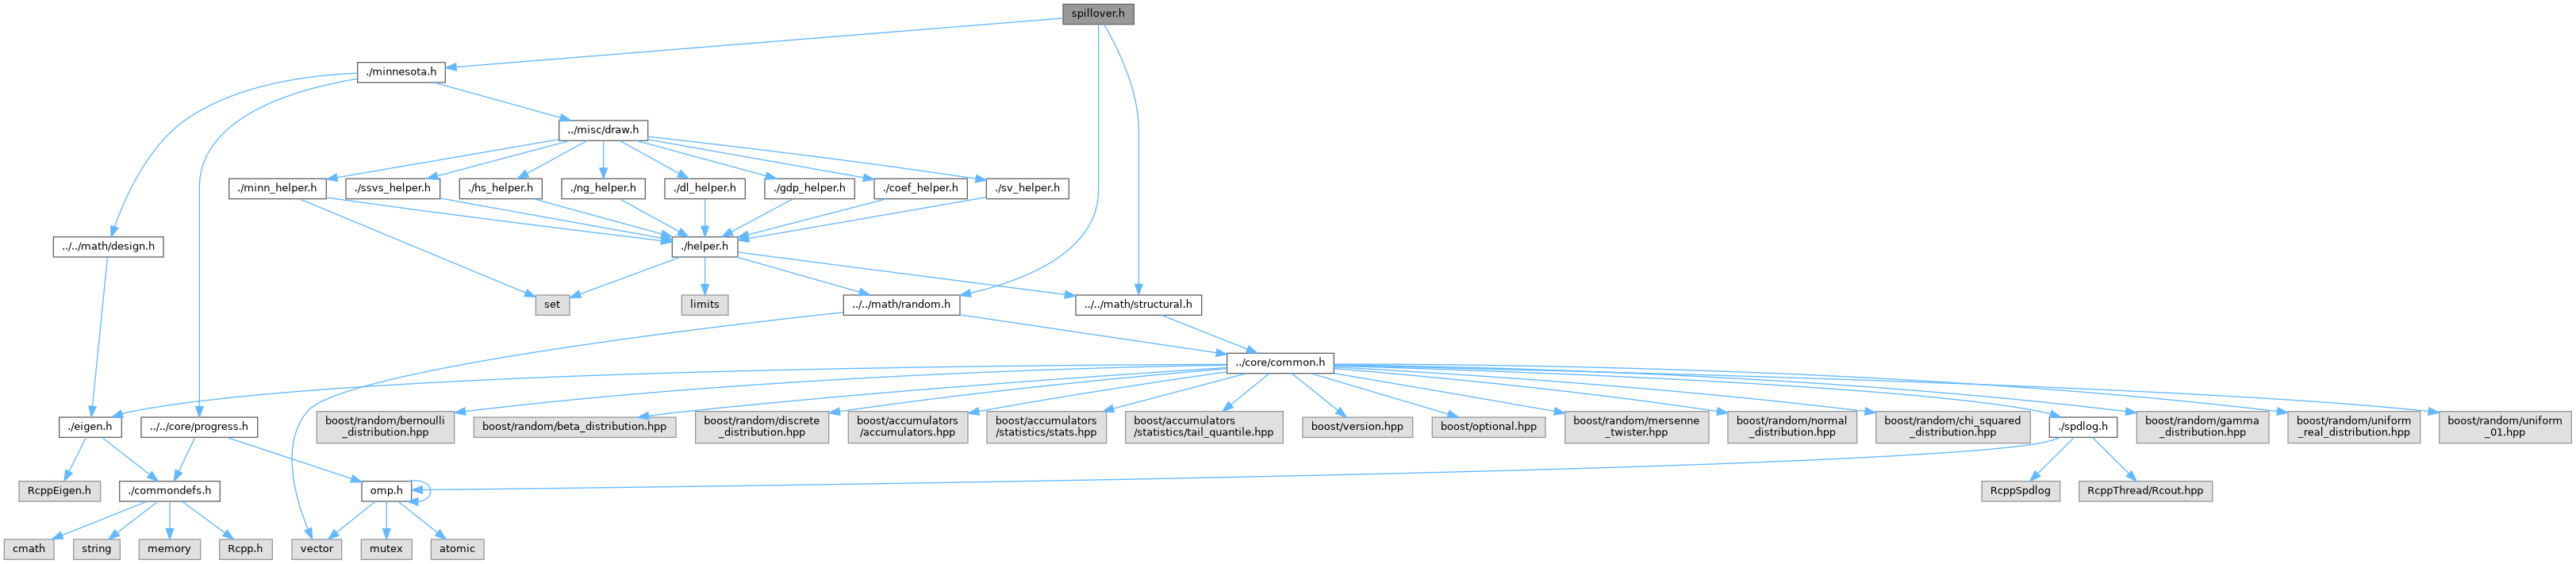 spillover.h
./minnesota.h
../misc/draw.h
./minn_helper.h
./ssvs_helper.h
./hs_helper.h
./ng_helper.h
./dl_helper.h
./gdp_helper.h
./coef_helper.h
./sv_helper.h
../../math/design.h
./helper.h
set
limits
../../math/random.h
../../math/structural.h
../core/common.h
./eigen.h
../../core/progress.h
boost/random/bernoulli
_distribution.hpp
boost/random/beta_distribution.hpp
boost/random/discrete
_distribution.hpp
boost/accumulators
/accumulators.hpp
boost/accumulators
/statistics/stats.hpp
boost/accumulators
/statistics/tail_quantile.hpp
boost/version.hpp
boost/optional.hpp
boost/random/mersenne
_twister.hpp
boost/random/normal
_distribution.hpp
boost/random/chi_squared
_distribution.hpp
./spdlog.h
boost/random/gamma
_distribution.hpp
boost/random/uniform
_real_distribution.hpp
boost/random/uniform
_01.hpp
RcppEigen.h
./commondefs.h
omp.h
RcppSpdlog
RcppThread/Rcout.hpp
cmath
string
memory
Rcpp.h
vector
mutex
atomic